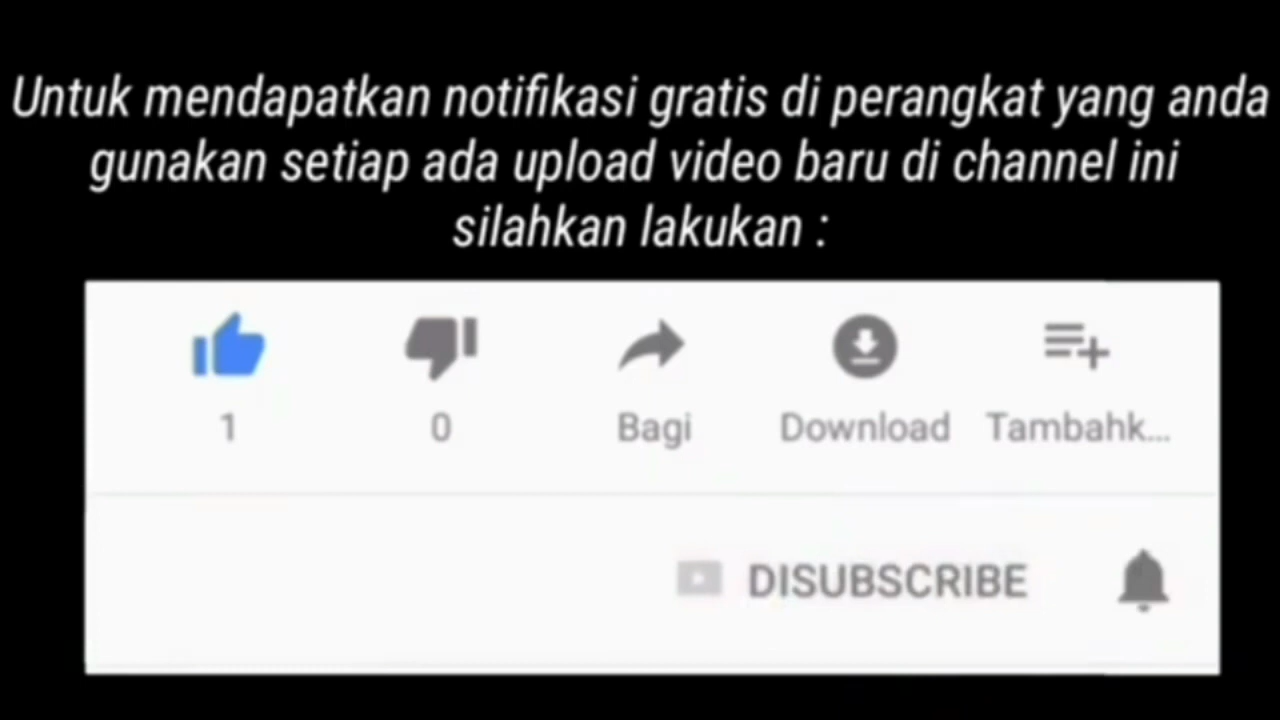 Untuk mendapatkan notifikasi gratis di perangkat yang anda
gunakan setiap ada upload video baru di channel ini
silahkan lakukan :
1 0 Bagi Download Tambahk...
DISUBSCRIBE